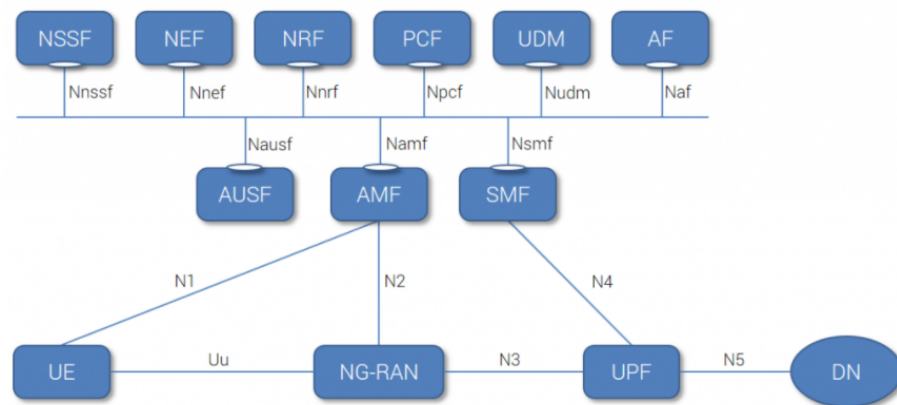 NSSF NEF NRF PCF UDM AF
Nnssf Nnef Nnrf Npcf Nudm Naf
Nausf Namf Nsmf
AUSF AMF SMF
N1 N2 N4
Uu N3 N5
UE NG-RAN UPF DN